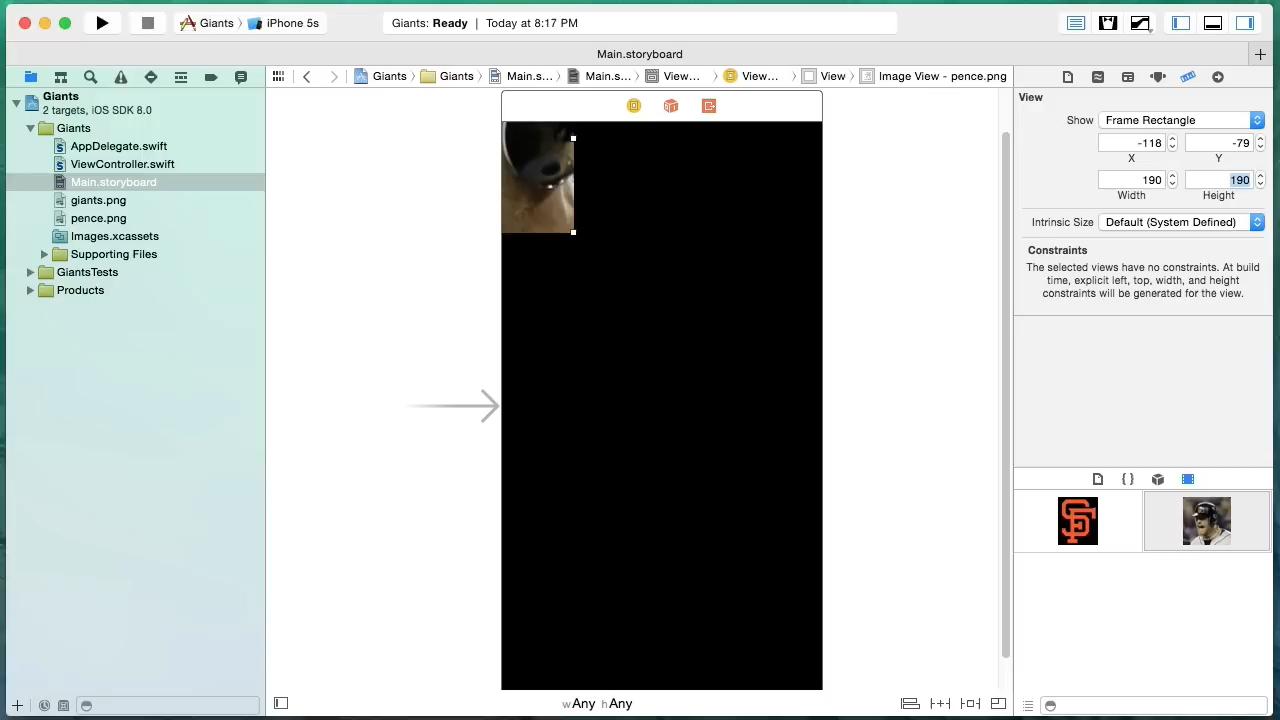 Giants 〉 iPhone 5s
Giants: Ready | Today at 8:17 PM
Main.storyboard
Giants 〉 Giants 〉 Main.s... 〉 Main.s... 〉 View... 〉 View... 〉 View 〉 Image View - pence.png
Giants
2 targets, iOS SDK 8.0
Giants
AppDelegate.swift
ViewController.swift
Main.storyboard
giants.png
pence.png
Images.xcassets
Supporting Files
GiantsTests
Products
View
Show Frame Rectangle
-118 -79
X Y
190 190
Width Height
Intrinsic Size Default (System Defined)
Constraints
The selected views have no constraints. At build
time, explicit left, top, width, and height
constraints will be generated for the view.
SF
wAny hAny